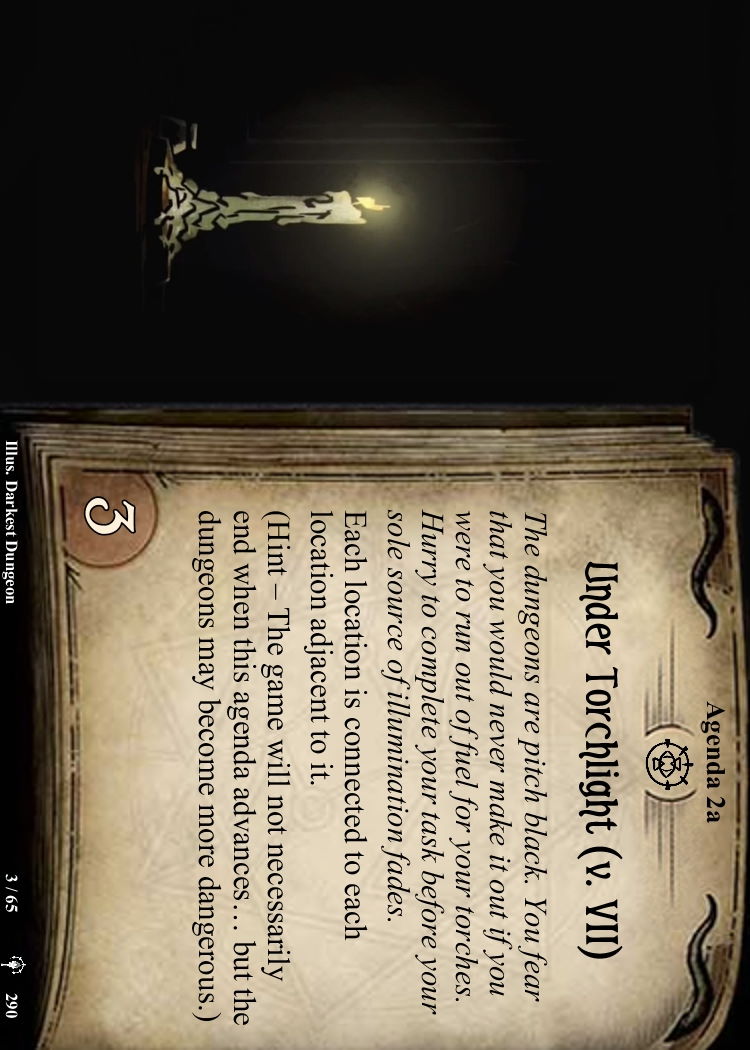 Agenda 2a
Under Torchlight (v. VII)
The dungeons are pitch black. You fear
that you would never make it out if you
were to run out of fuel for your torches.
Hurry to complete your task before your
sole source of illumination fades.
Each location is connected to each
location adjacent to it.
(Hint – The game will not necessarily
end when this agenda advances… but the
dungeons may become more dangerous.)
3
Illus. Darkest Dungeon
3 / 65
290